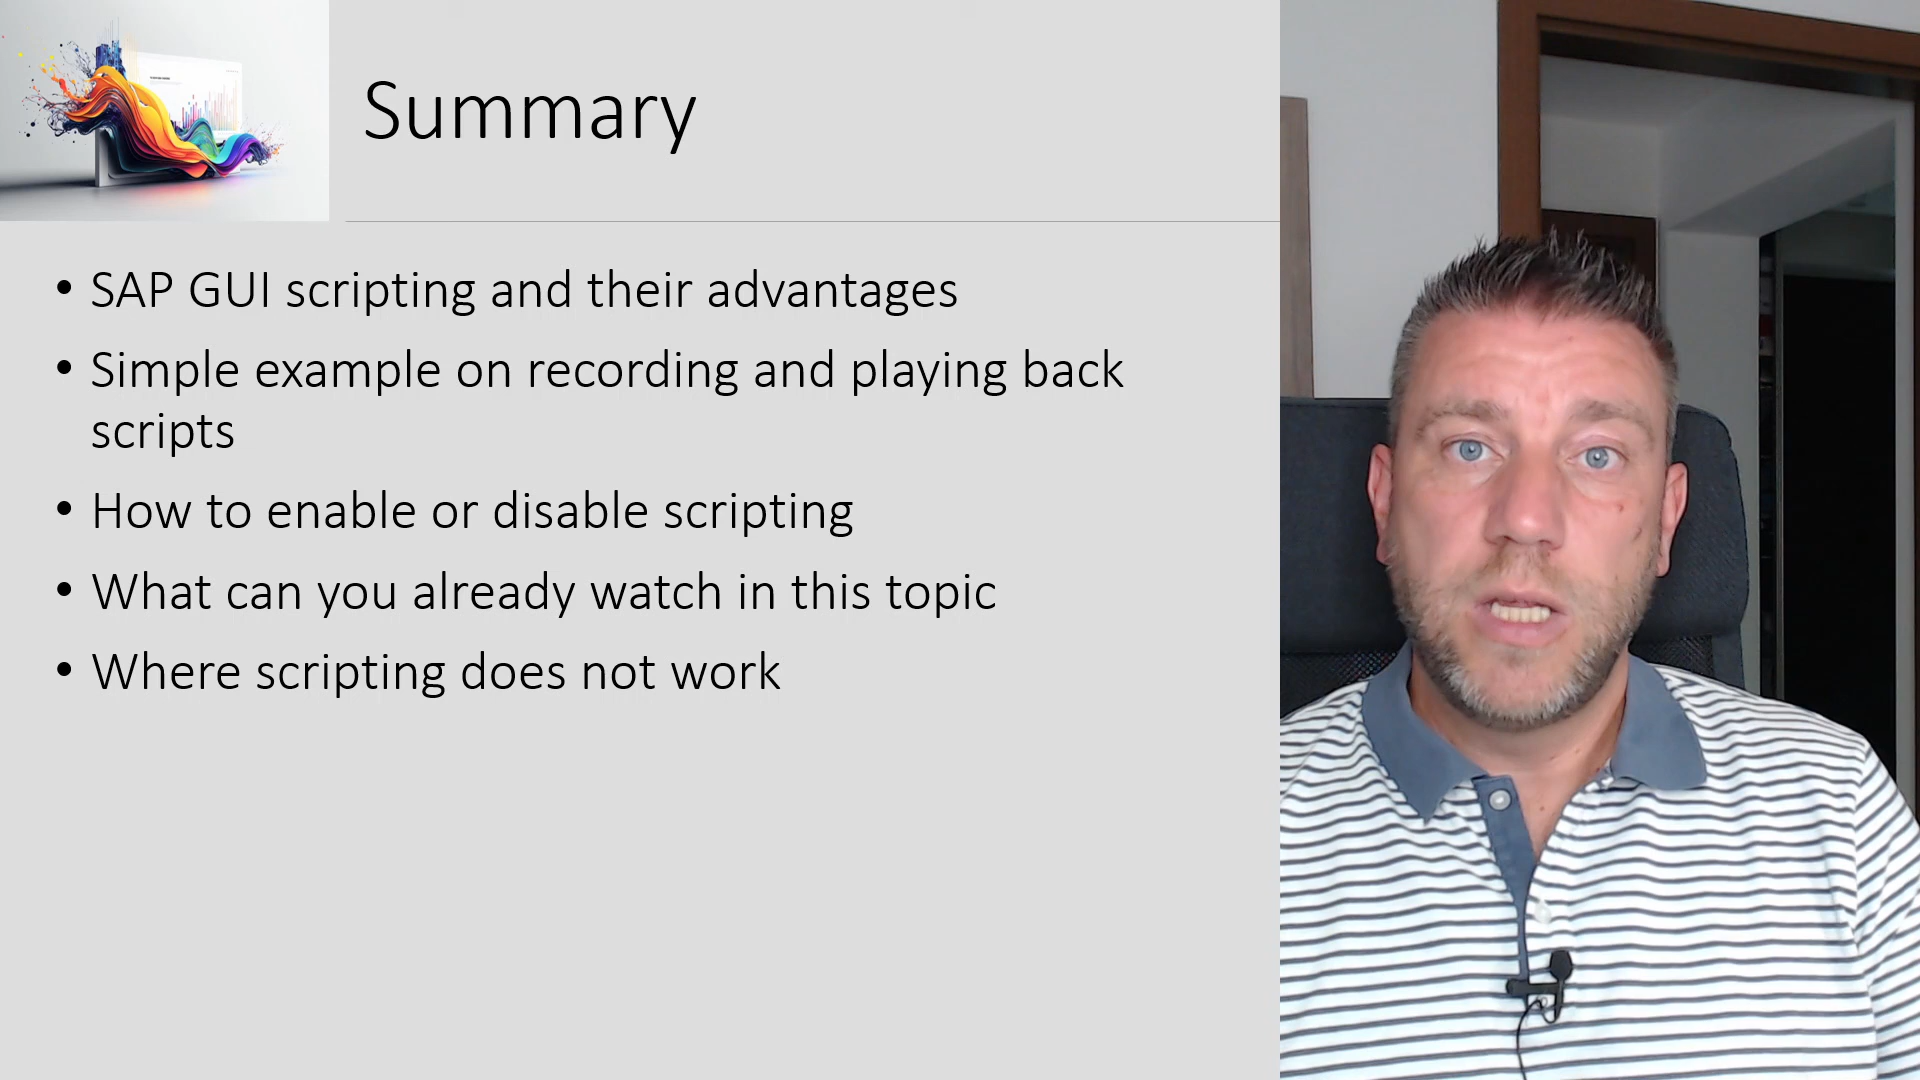 Summary
• SAP GUI scripting and their advantages
• Simple example on recording and playing back
scripts
• How to enable or disable scripting
• What can you already watch in this topic
• Where scripting does not work